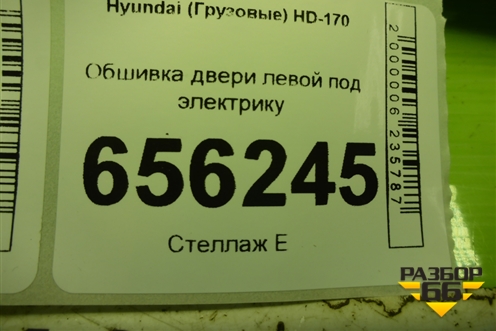 Hyundai (Грузовые) HD-170
Обшивка двери левой под
электрику
656245
Стеллаж Е
2000006235787
РАЗБОР
66